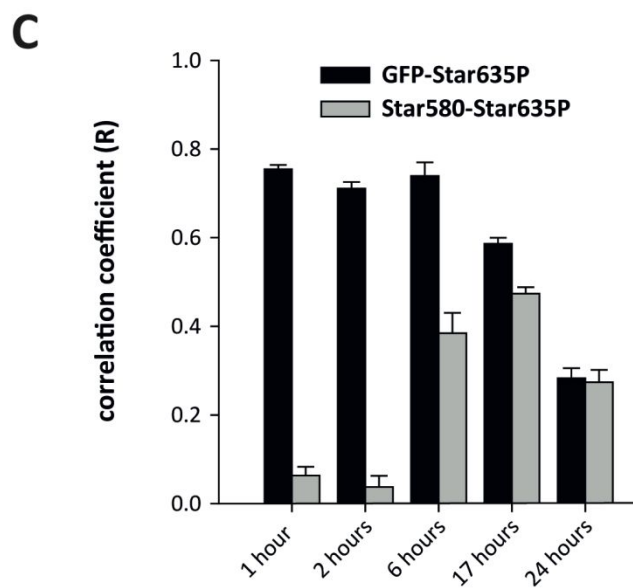 C
GFP-Star635P
Star580-Star635P
correlation coefficient (R)
1.0
0.8
0.6
0.4
0.2
0.0
1 hour
2 hours
6 hours
17 hours
24 hours